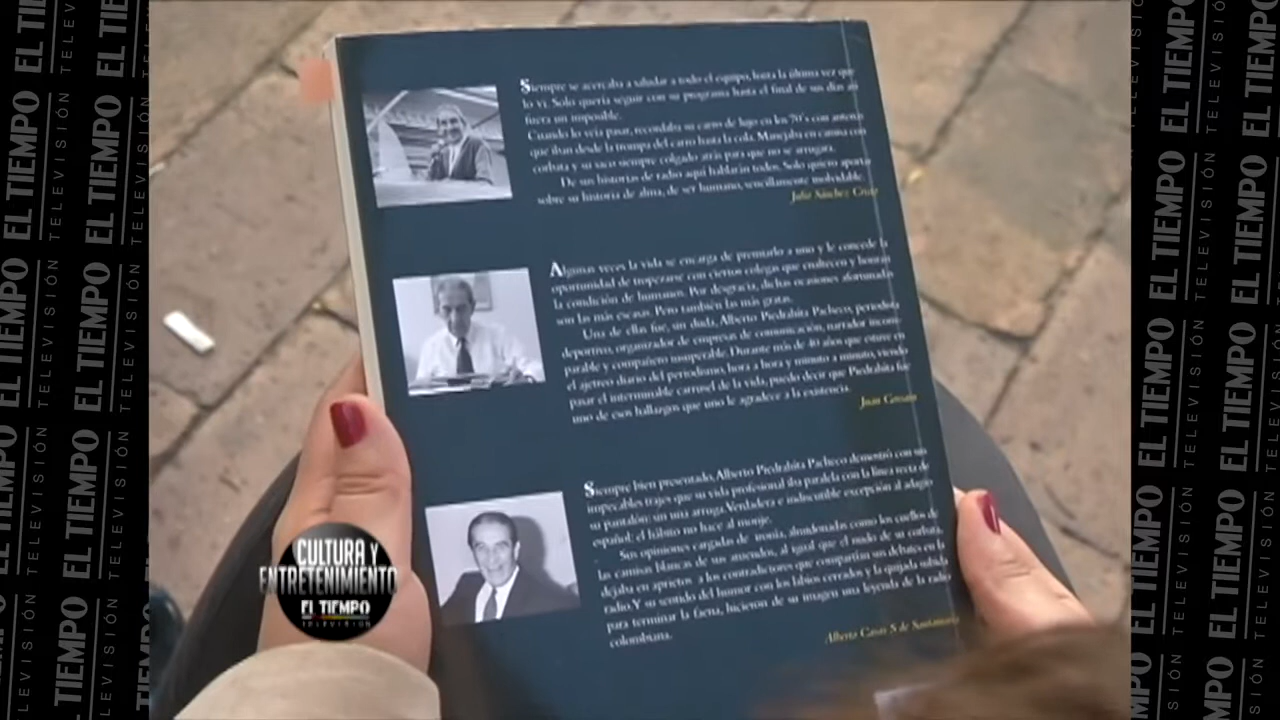 Siempre se acercaba a saludar a todo el equipo, hasta la última vez que
lo vi. Solo quería seguir con su programa hasta el final de sus días así
fuera un imposible.
Cuando lo veía pasar, recordaba su carro de lujo en los 70's con antenas
que iban desde la trompa del carro hasta la cola. Manejaba en camisa con
corbata y su saco siempre colgado atrás para que no se arrugara.
De sus historias de radio aquí hablarán todos. Solo quiero aportar
sobre su historia de alma, de ser humano, sencillamente inolvidable.
Julio Sánchez Cristo
Algunas veces la vida se encarga de premiarlo a uno y le concede la
oportunidad de tropezarse con ciertos colegas que enaltecen y honran
la condición de humanos. Por desgracia, dichas ocasiones afortunadas
son las más escasas. Pero también las más gratas.
Una de ellas fue, sin duda, Alberto Piedrahita Pacheco, periodista
deportivo, organizador de empresas de comunicación, narrador incom-
parable y compañero insuperable. Durante más de 40 años que estuve en
el ajetreo diario del periodismo, hora a hora y minuto a minuto, viendo
pasar el interminable carrusel de la vida, puedo decir que Piedrahita fue
uno de esos hallazgos que uno le agradece a la existencia.
Juan Gossaín
Siempre bien presentado, Alberto Piedrahita Pacheco demostró con sus
impecables trajes que su vida profesional iba paralela con la línea recta de
su pantalón: sin una arruga. Verdadera e indiscutible excepción al adagio
español: el hábito no hace al monje.
Sus opiniones cargadas de ironía, almidonadas como los cuellos de
las camisas blancas de sus atuendos, al igual que el nudo de su corbata,
dejaba en aprietos a los contradictores que compartían sus debates en la
radio. Y su sentido del humor con los labios cerrados y la quijada subida
para terminar la faena, hicieron de su imagen una leyenda de la radio
colombiana.
Alberto Casas S de Santamaría
CULTURA Y
ENTRETENIMIENTO
EL TIEMPO
TELEVISIÓN
EL TIEMPO
TELEVISIÓN